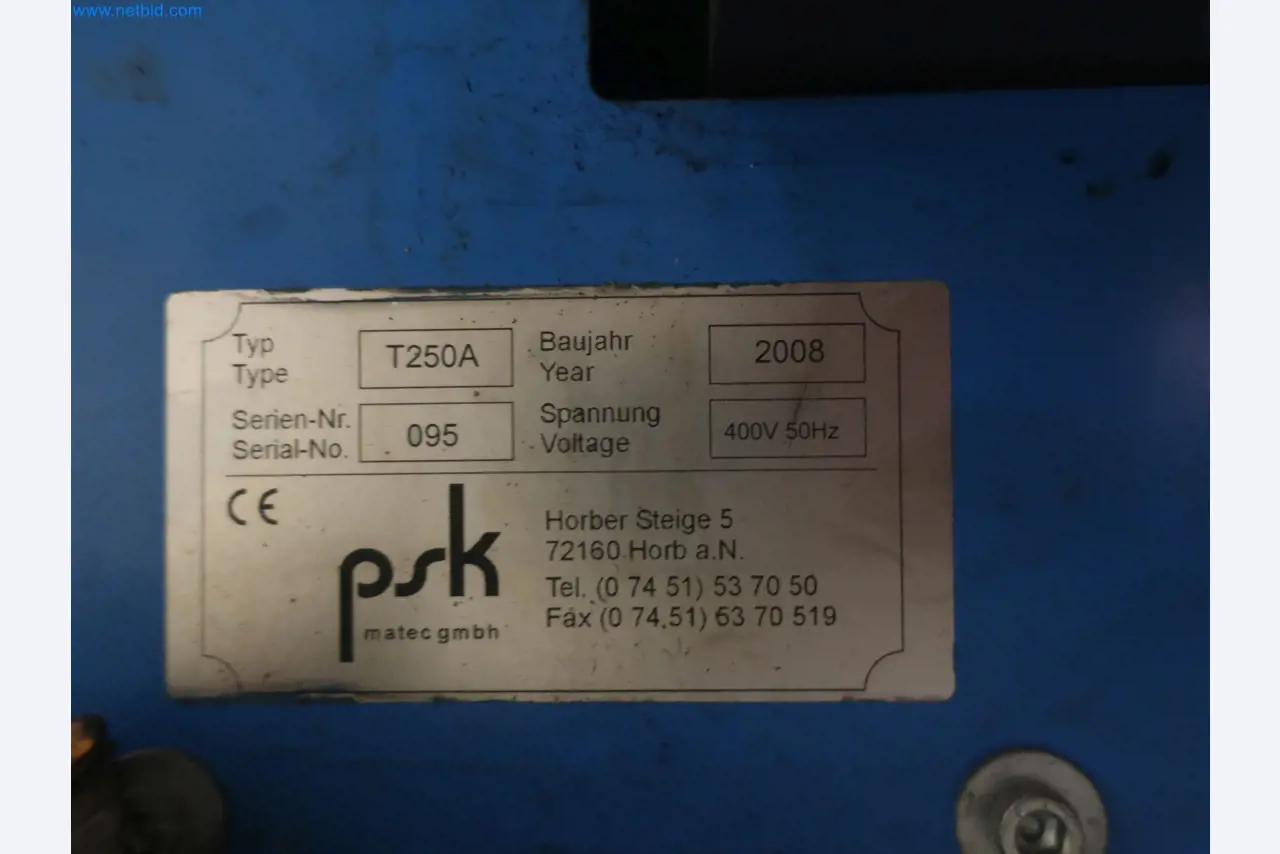 www.netbid.com
Typ
Type
T250A
Baujahr
Year
2008
Serien-Nr.
Serial-No.
095
Spannung
Voltage
400V 50Hz
CE
psk
matec gmbh
Horber Steige 5
72160 Horb a.N.
Tel. (0 74 51) 53 70 50
Fax (0 74 51) 63 70 519